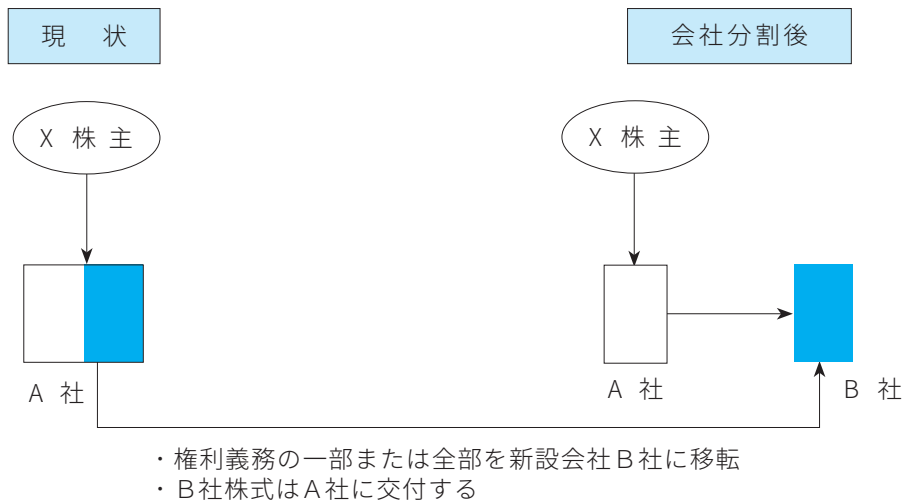 現 状
会社分割後
X 株 主
X 株 主
A 社
A 社
B 社
・権利義務の一部または全部を新設会社B社に移転
・B社株式はA社に交付する